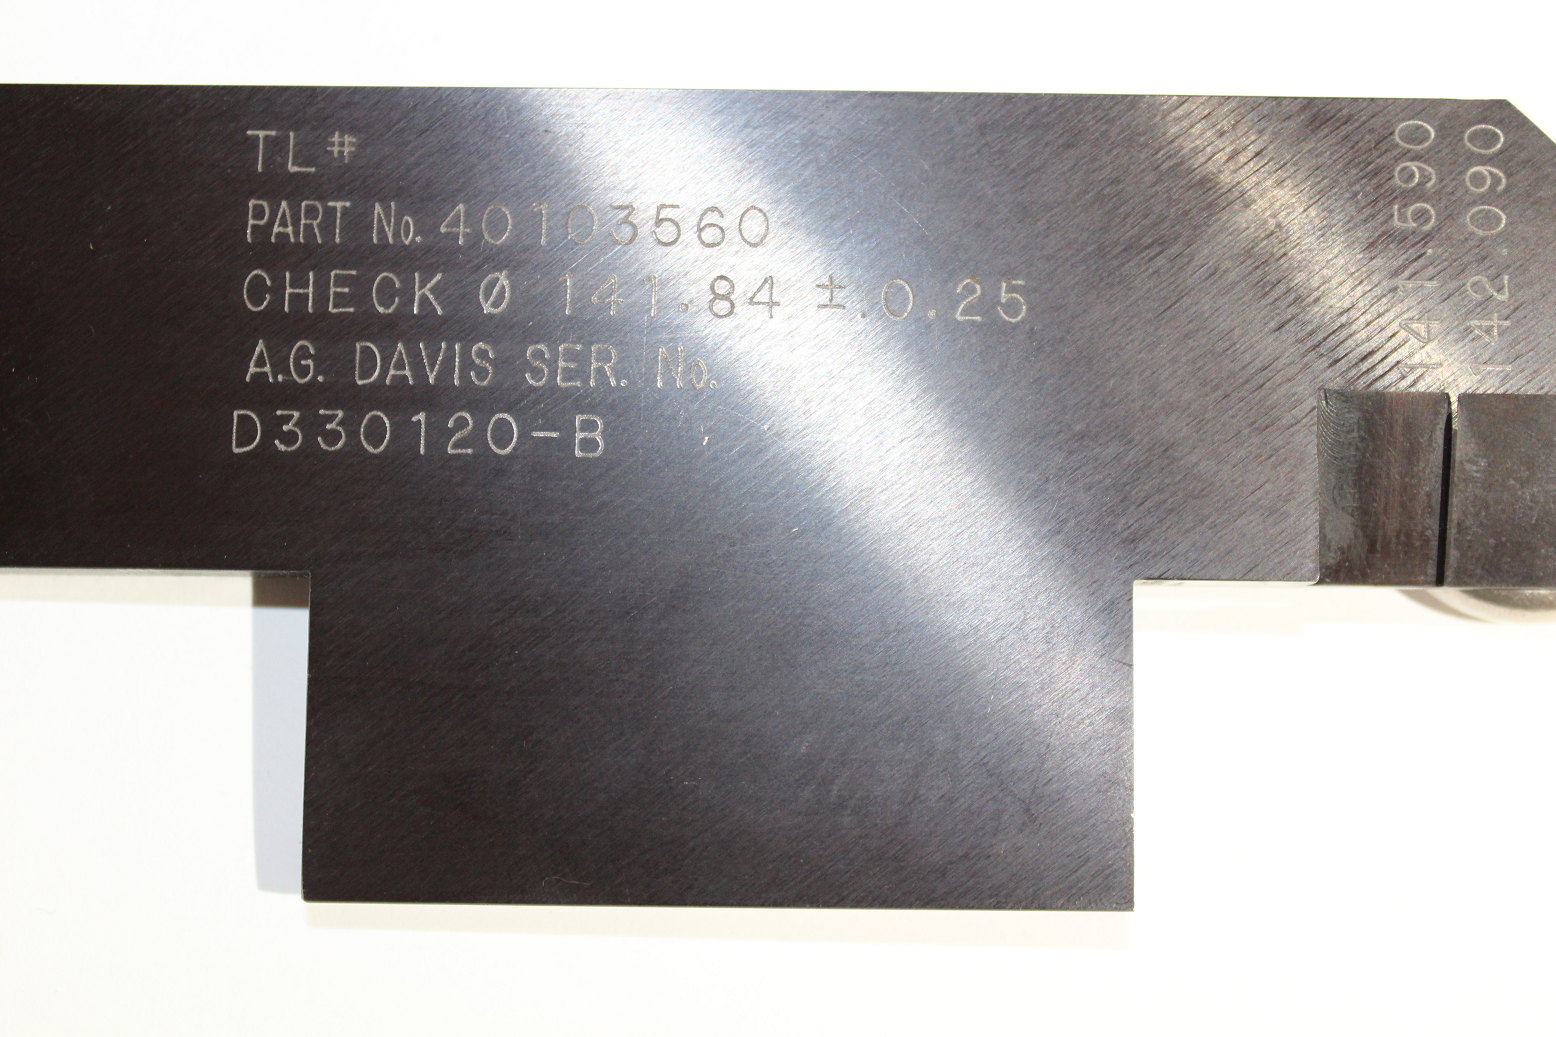 TL#
PART No. 40103560
CHECK Ø 141.84 ±.0.25
A.G. DAVIS SER. No.
D330120-B
141.590
142.090